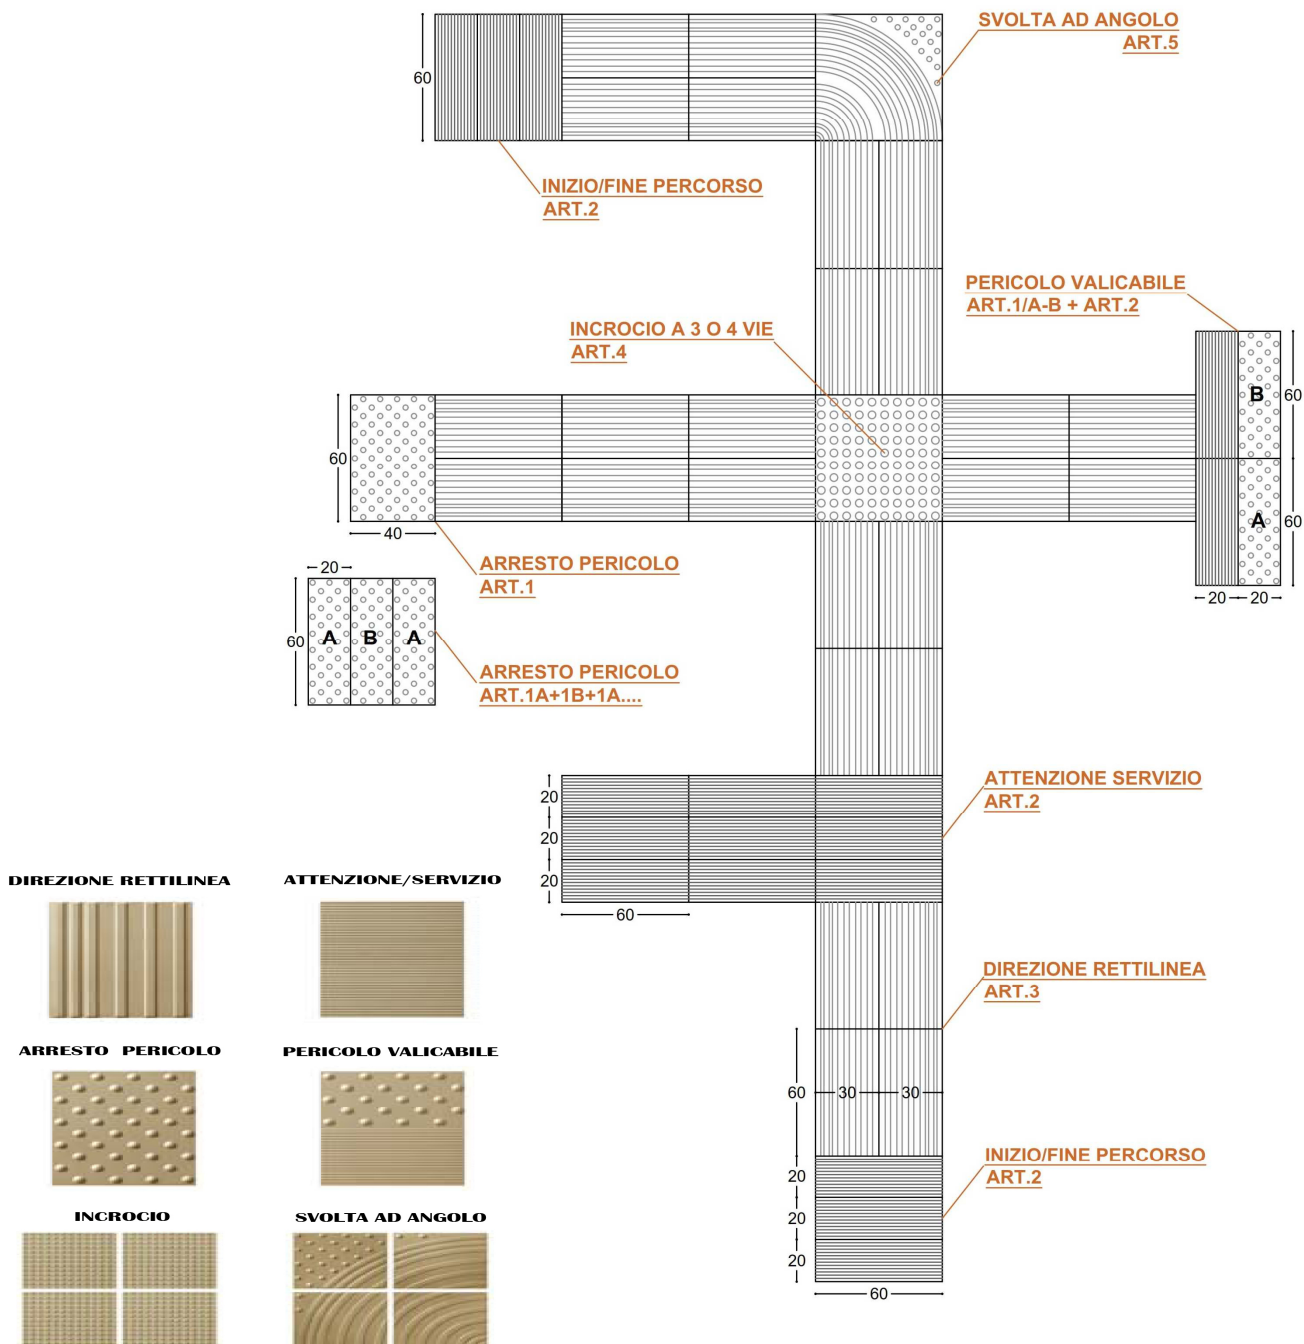 SVOLTA AD ANGOLO
ART.5
60
INIZIO/FINE PERCORSO
ART.2
PERICOLO VALICABILE
ART.1/A-B + ART.2
INCROCIO A 3 O 4 VIE
ART.4
B
60
60
A
60
40
20
20
ARRESTO PERICOLO
ART.1
20
60
A
B
A
ARRESTO PERICOLO
ART.1A+1B+1A....
ATTENZIONE SERVIZIO
ART.2
20
20
20
60
DIREZIONE RETTILINEA
ATTENZIONE/SERVIZIO
DIREZIONE RETTILINEA
ART.3
ARRESTO PERICOLO
PERICOLO VALICABILE
60
30
30
INIZIO/FINE PERCORSO
ART.2
20
20
20
60
INCROCIO
SVOLTA AD ANGOLO